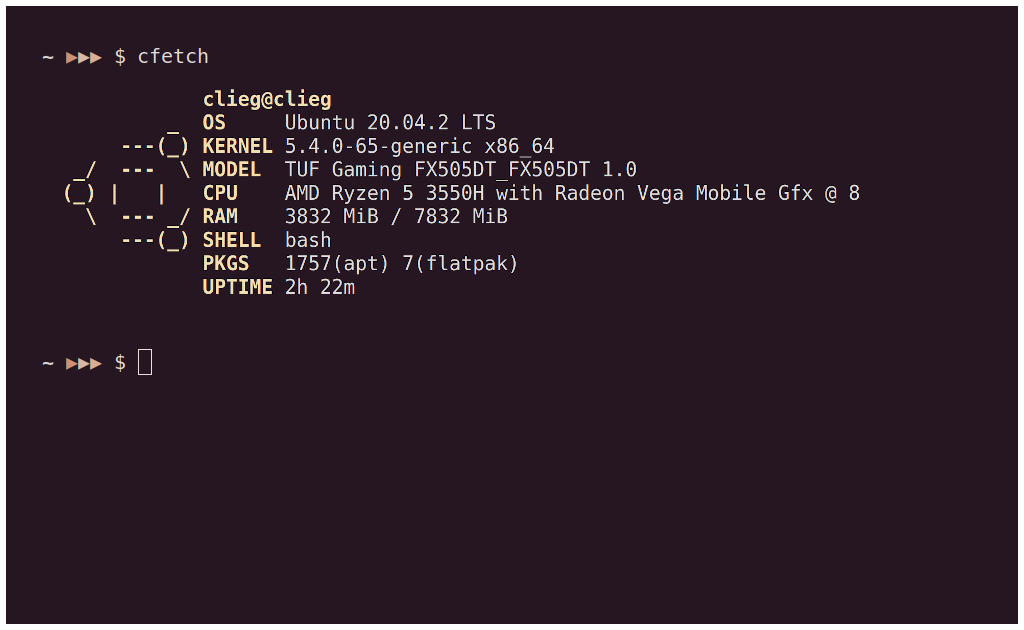 ~ ▶▶▶ $ cfetch
clieg@clieg
_ OS Ubuntu 20.04.2 LTS
---(_) KERNEL 5.4.0-65-generic x86_64
_/ --- \ MODEL TUF Gaming FX505DT_FX505DT 1.0
(_) | | CPU AMD Ryzen 5 3550H with Radeon Vega Mobile Gfx @ 8
\ --- _/ RAM 3832 MiB / 7832 MiB
---(_) SHELL bash
PKGS 1757(apt) 7(flatpak)
UPTIME 2h 22m
~ ▶▶▶ $